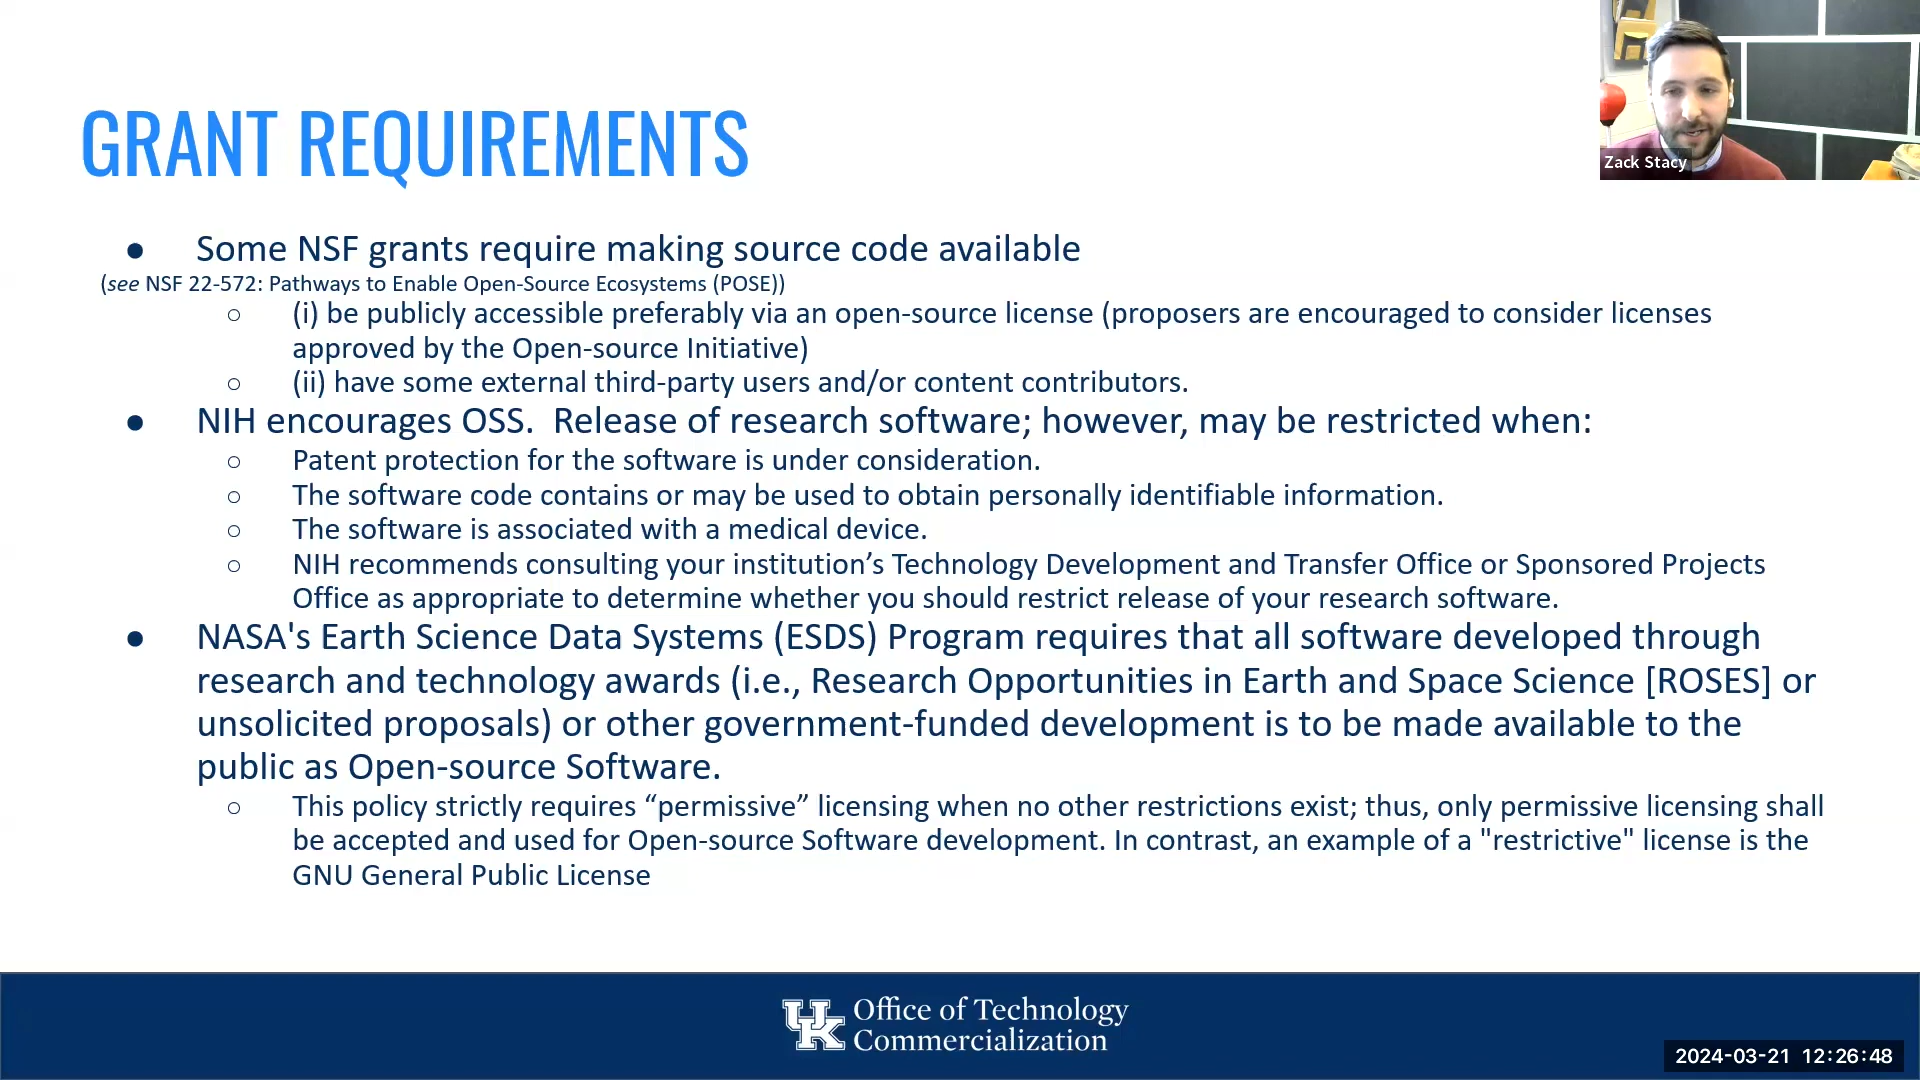 GRANT REQUIREMENTS
Zack Stacy
● Some NSF grants require making source code available
(see NSF 22-572: Pathways to Enable Open-Source Ecosystems (POSE))
○ (i) be publicly accessible preferably via an open-source license (proposers are encouraged to consider licenses
approved by the Open-source Initiative)
○ (ii) have some external third-party users and/or content contributors.
● NIH encourages OSS.  Release of research software; however, may be restricted when:
○ Patent protection for the software is under consideration.
○ The software code contains or may be used to obtain personally identifiable information.
○ The software is associated with a medical device.
○ NIH recommends consulting your institution’s Technology Development and Transfer Office or Sponsored Projects
Office as appropriate to determine whether you should restrict release of your research software.
● NASA's Earth Science Data Systems (ESDS) Program requires that all software developed through
research and technology awards (i.e., Research Opportunities in Earth and Space Science [ROSES] or
unsolicited proposals) or other government-funded development is to be made available to the
public as Open-source Software.
○ This policy strictly requires “permissive” licensing when no other restrictions exist; thus, only permissive licensing shall
be accepted and used for Open-source Software development. In contrast, an example of a "restrictive" license is the
GNU General Public License
UK Office of Technology
Commercialization
2024-03-21 12:26:48